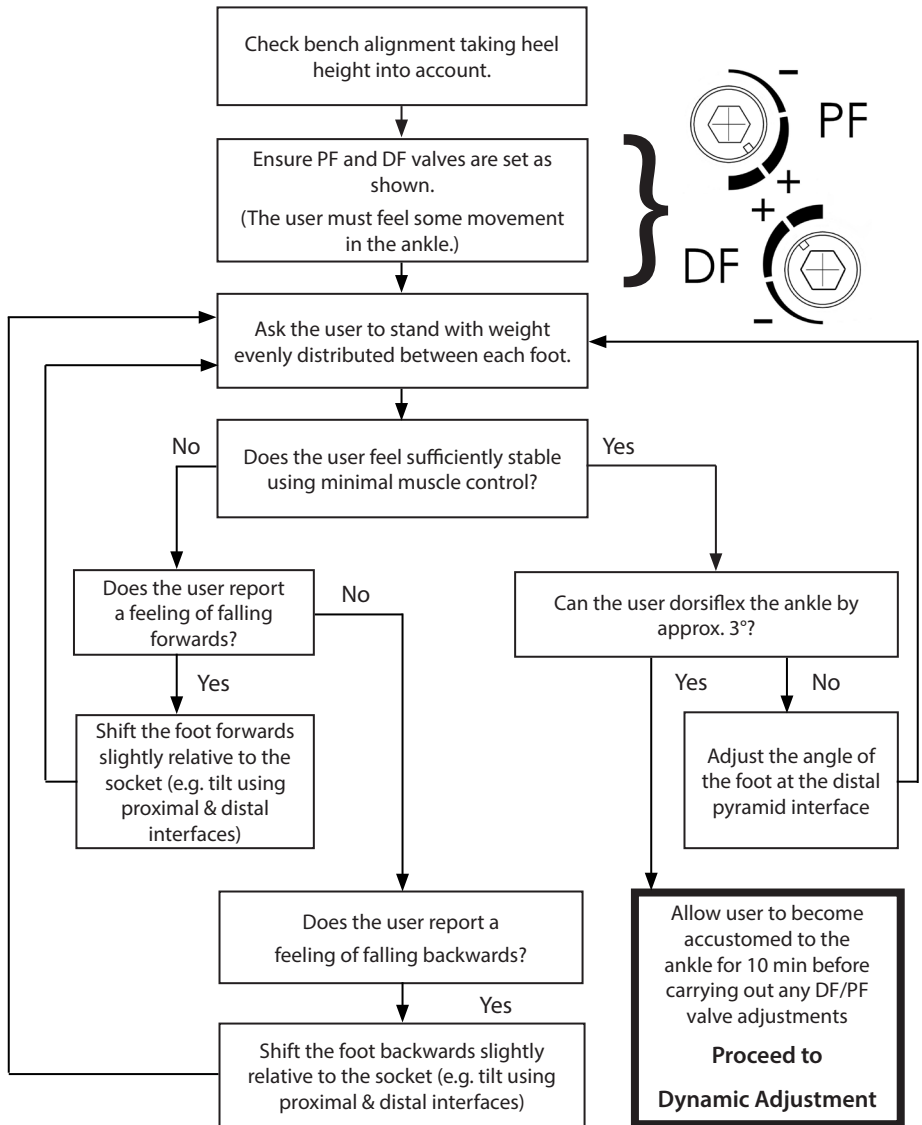 Check bench alignment taking heel
height into account.
Ensure PF and DF valves are set as
shown.
(The user must feel some movement
in the ankle.)
–
PF
+
+
DF
–
Ask the user to stand with weight
evenly distributed between each foot.
No
Does the user feel sufficiently stable
using minimal muscle control?
Yes
Does the user report
a feeling of falling
forwards?
No
Can the user dorsiflex the ankle by
approx. 3°?
Yes
Yes
No
Shift the foot forwards
slightly relative to the
socket (e.g. tilt using
proximal & distal
interfaces)
Adjust the angle of
the foot at the distal
pyramid interface
Does the user report a
feeling of falling backwards?
Yes
Shift the foot backwards slightly
relative to the socket (e.g. tilt using
proximal & distal interfaces)
Allow user to become
accustomed to the
ankle for 10 min before
carrying out any DF/PF
valve adjustments
Proceed to
Dynamic Adjustment